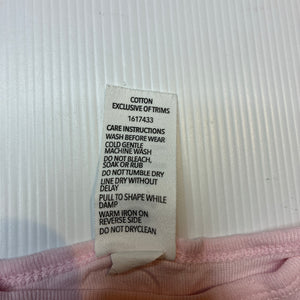 COTTON
EXCLUSIVE OF TRIMS
1617433
CARE INSTRUCTIONS
WASH BEFORE WEAR
COLD GENTLE
MACHINE WASH
DO NOT BLEACH,
SOAK OR RUB
DO NOT TUMBLE DRY
LINE DRY WITHOUT
DELAY
PULL TO SHAPE WHILE
DAMP
WARM IRON ON
REVERSE SIDE
DO NOT DRYCLEAN